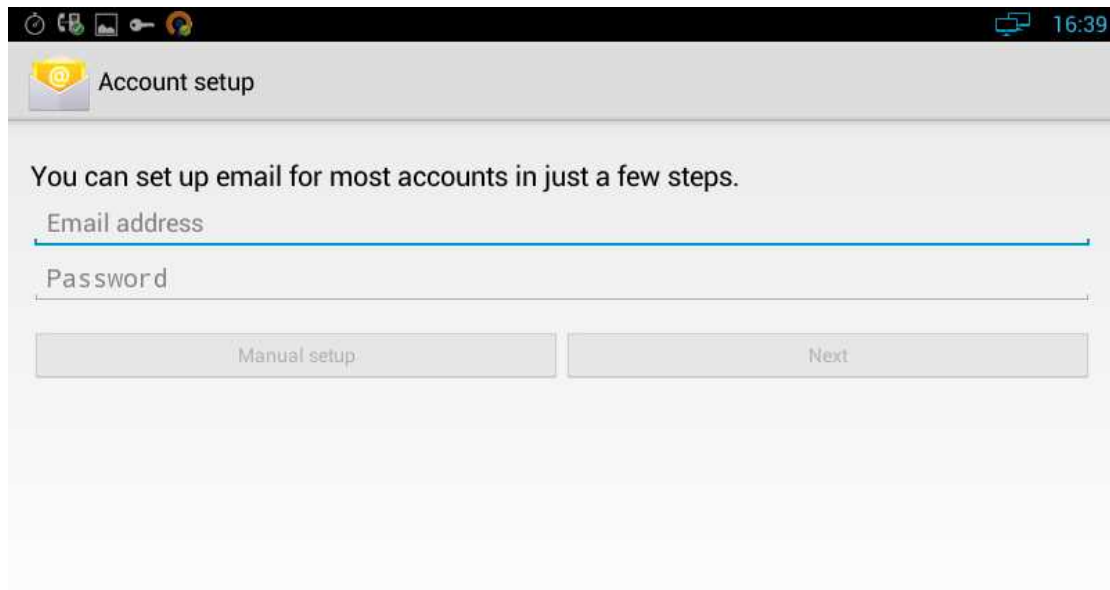 16:39
@
Account setup
You can set up email for most accounts in just a few steps.
Email address
Password
Manual setup
Next